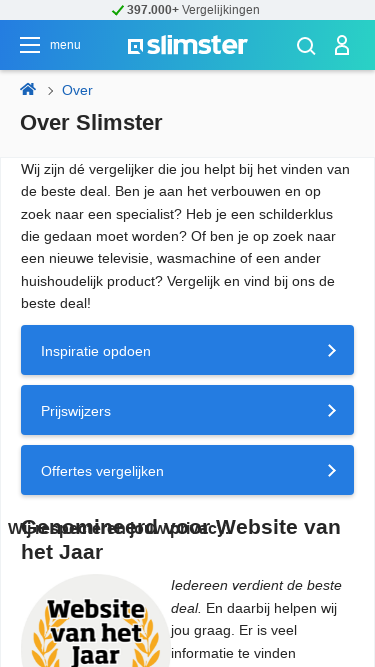 397.000+ Vergelijkingen
menu
slimster
Over
Over Slimster
Wij zijn dé vergelijker die jou helpt bij het vinden van
de beste deal. Ben je aan het verbouwen en op
zoek naar een specialist? Heb je een schilderklus
die gedaan moet worden? Of ben je op zoek naar
een nieuwe televisie, wasmachine of een ander
huishoudelijk product? Vergelijk en vind bij ons de
beste deal!
Inspiratie opdoen
Prijswijzers
Offertes vergelijken
Genomineerd voor Website van
het Jaar
Wij respecteren jouw privacy.
Website
van het
Jaar
Iedereen verdient de beste
deal. En daarbij helpen wij
jou graag. Er is veel
informatie te vinden